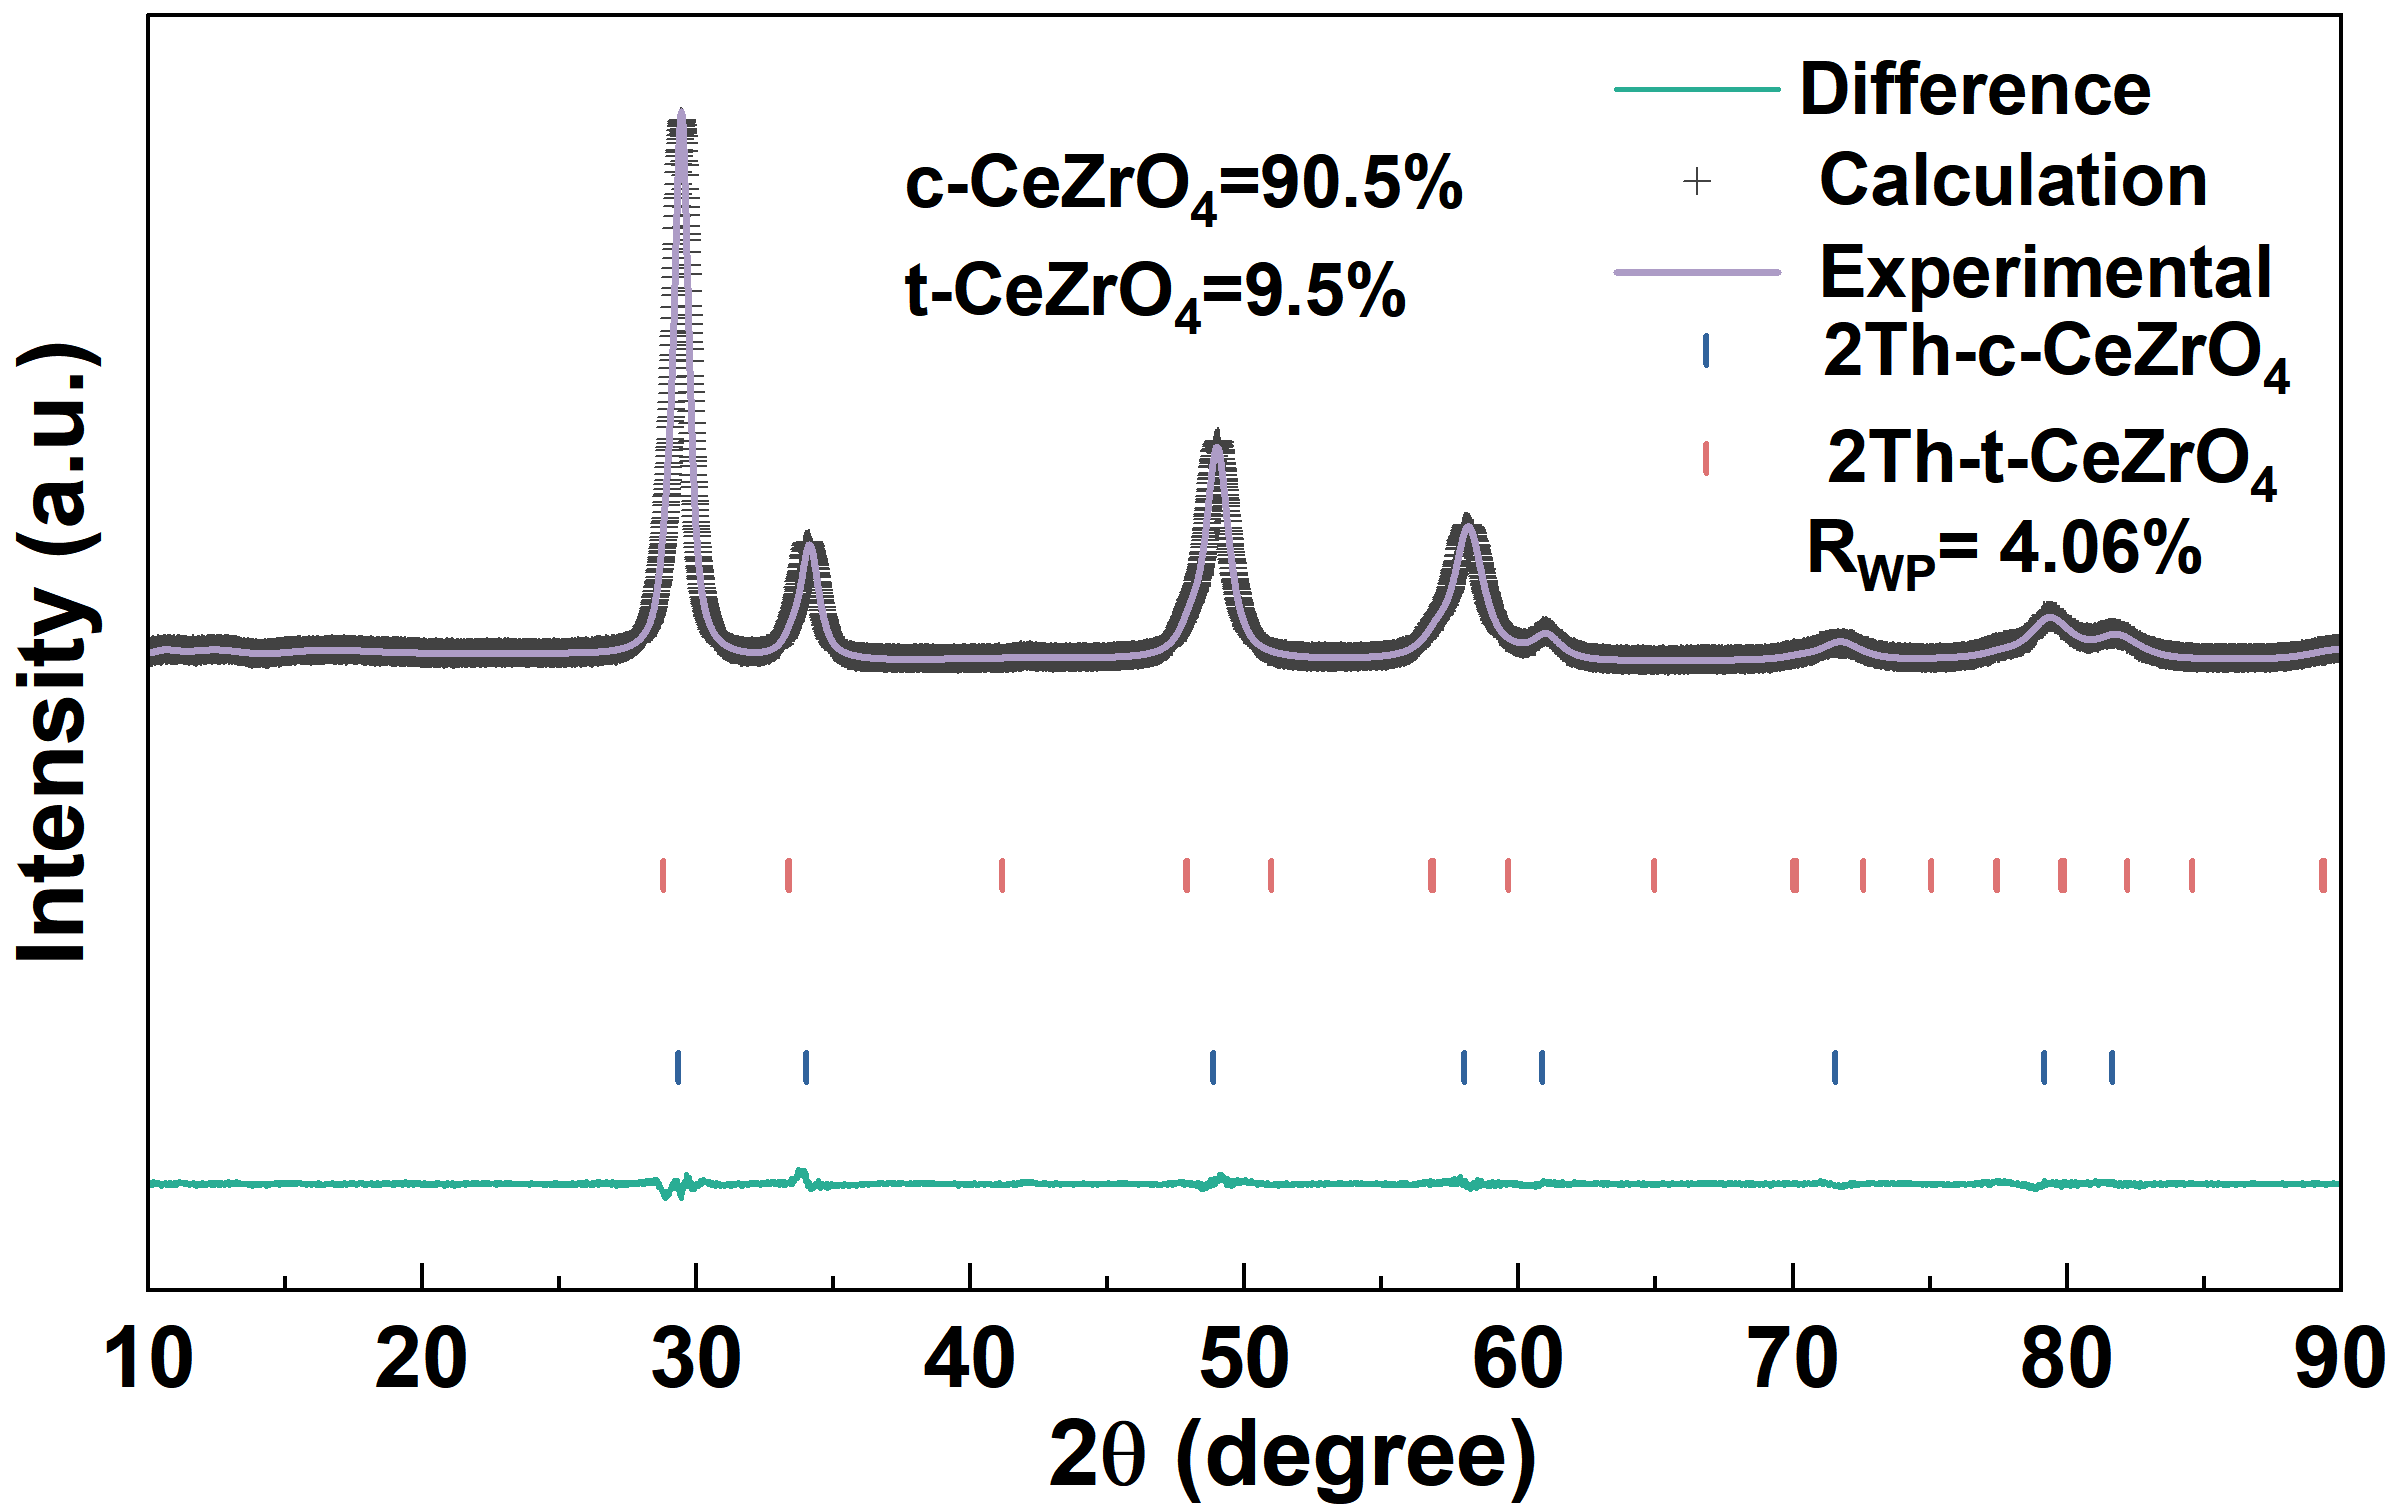 Difference
c-CeZrO₄=90.5%
Calculation
t-CeZrO₄=9.5%
Experimental
2Th-c-CeZrO₄
2Th-t-CeZrO₄
R_WP= 4.06%
Intensity (a.u.)
10 20 30 40 50 60 70 80 90
2θ (degree)